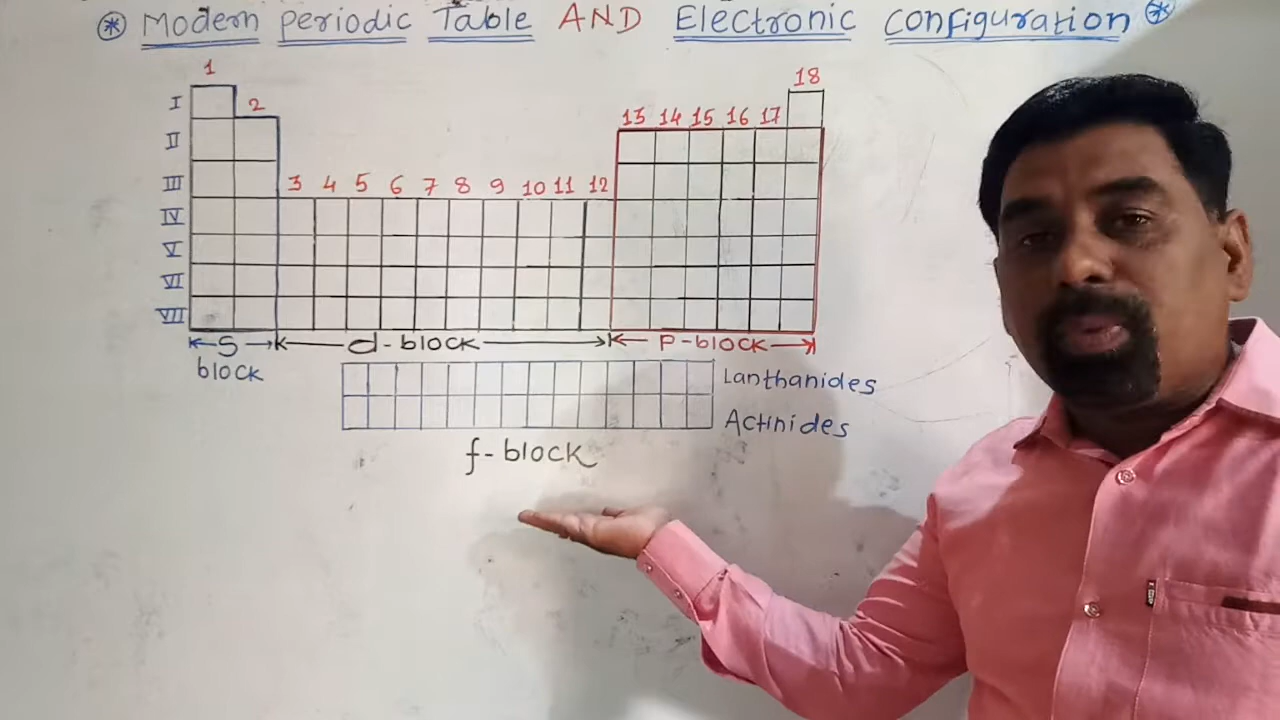 * Modern periodic Table AND Electronic configuration *
1
18
I
2
13 14 15 16 17
II
III
3 4 5 6 7 8 9 10 11 12
IV
V
VI
VII
s block
d-block
p-block
Lanthanides
Actinides
f-block